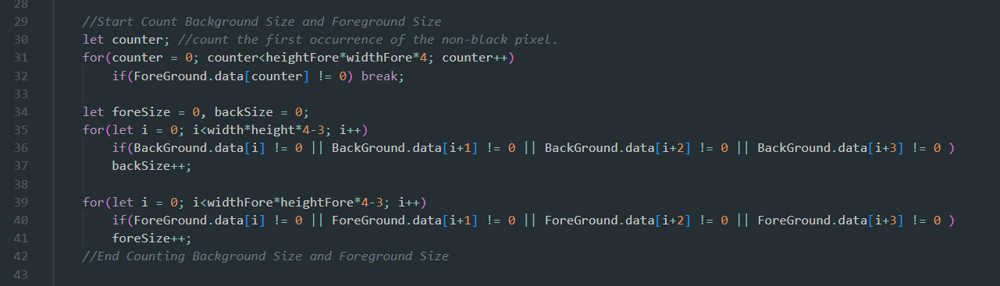 28
29 //Start Count Background Size and Foreground Size
30 let counter; //count the first occurrence of the non-black pixel.
31 for(counter = 0; counter<heightFore*widthFore*4; counter++)
32 if(ForeGround.data[counter] != 0) break;
33
34 let foreSize = 0, backSize = 0;
35 for(let i = 0; i<width*height*4-3; i++)
36 if(BackGround.data[i] != 0 || BackGround.data[i+1] != 0 || BackGround.data[i+2] != 0 || BackGround.data[i+3] != 0 )
37 backSize++;
38
39 for(let i = 0; i<widthFore*heightFore*4-3; i++)
40 if(ForeGround.data[i] != 0 || ForeGround.data[i+1] != 0 || ForeGround.data[i+2] != 0 || ForeGround.data[i+3] != 0 )
41 foreSize++;
42 //End Counting Background Size and Foreground Size
43